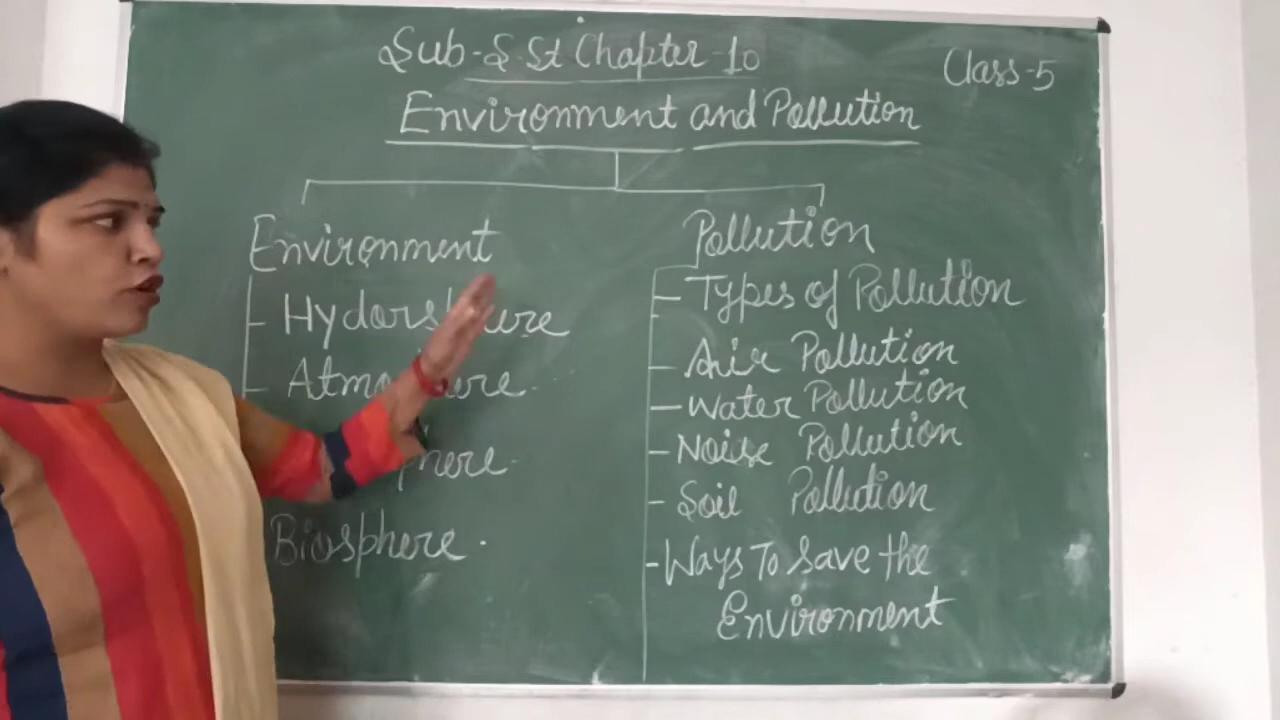 Sub-S.St Chapter-10
Class-5
Environment and Pollution
Environment
Pollution
Types of Pollution
Air Pollution
Water Pollution
Noise Pollution
Soil Pollution
-Ways To Save the
Environment
Biosphere.